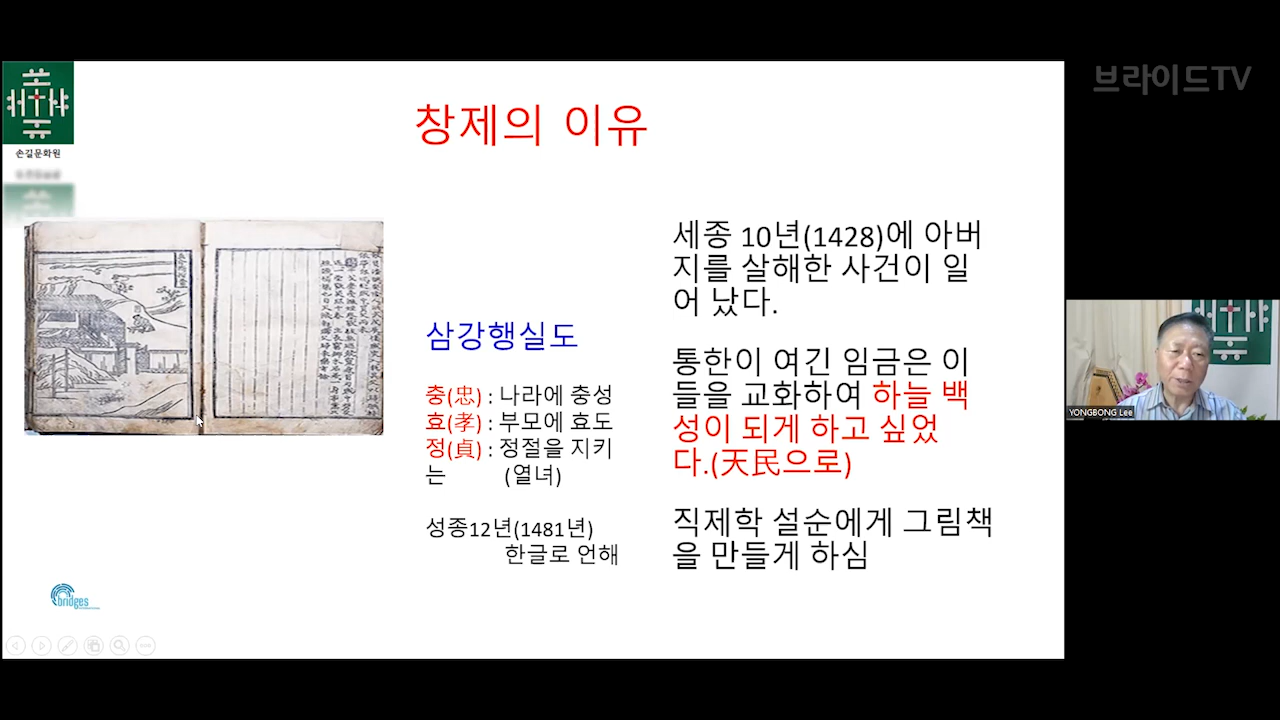 브라이드TV
손길문화원
창제의 이유
세종 10년(1428)에 아버
지를 살해한 사건이 일
어 났다.
삼강행실도
통한이 여긴 임금은 이
들을 교화하여 하늘 백
성이 되게 하고 싶었
다.(天民으로)
충(忠) : 나라에 충성
효(孝) : 부모에 효도
정(貞) : 정절을 지키
는 (열녀)
직제학 설순에게 그림책
을 만들게 하심
성종12년(1481년)
한글로 언해
bridges
YONGBONG Lee